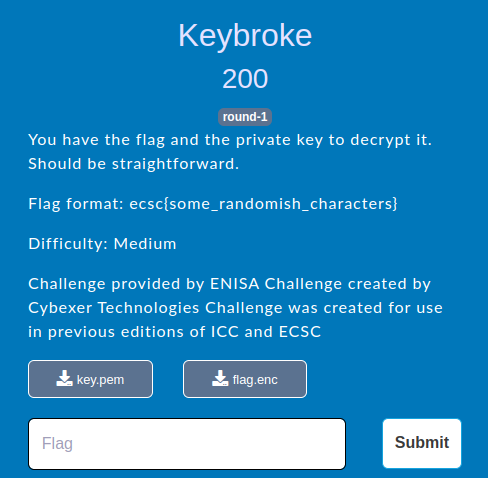 Keybroke
200
round-1
You have the flag and the private key to decrypt it.
Should be straightforward.
Flag format: ecsc{some_randomish_characters}
Difficulty: Medium
Challenge provided by ENISA Challenge created by
Cybexer Technologies Challenge was created for use
in previous editions of ICC and ECSC
key.pem
flag.enc
Flag
Submit